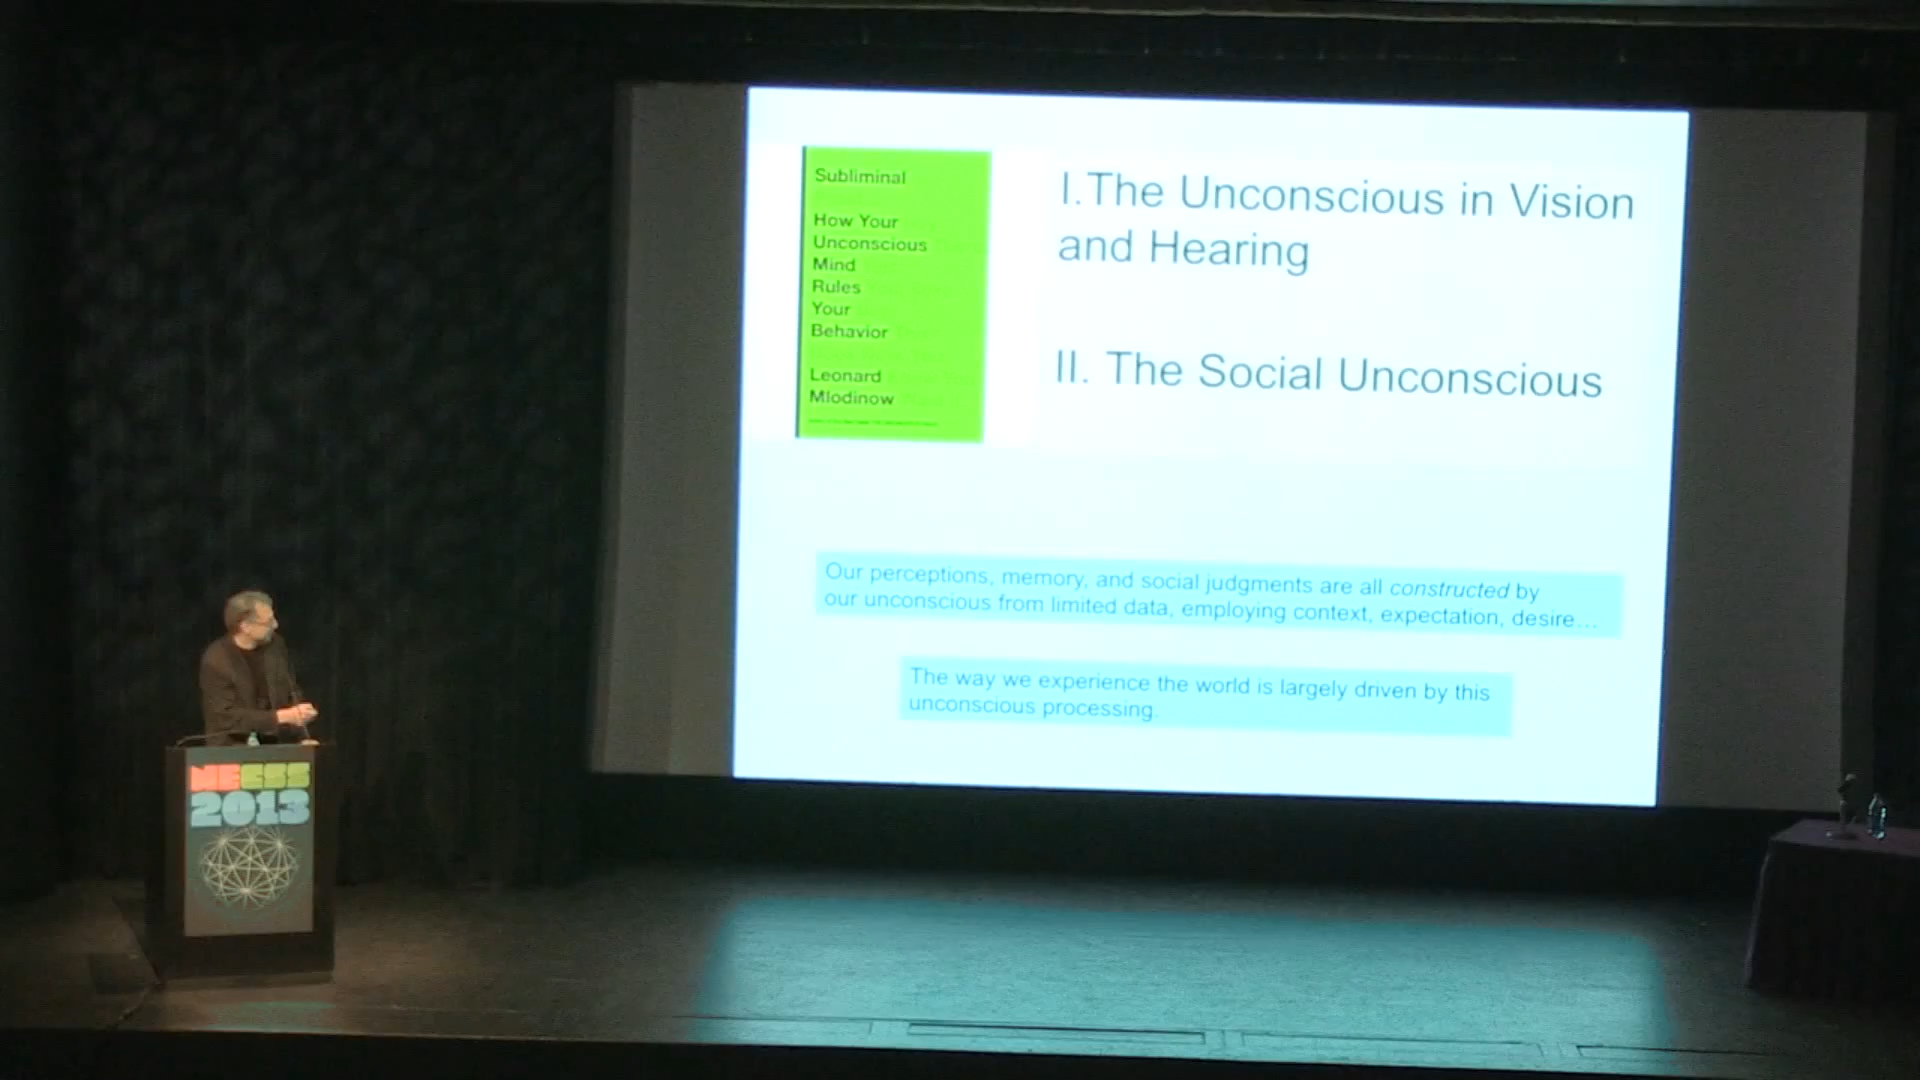 Subliminal
How Your
Unconscious
Mind
Rules
Your
Behavior
Leonard
Mlodinow
I.The Unconscious in Vision
and Hearing
II. The Social Unconscious
Our perceptions, memory, and social judgments are all constructed by
our unconscious from limited data, employing context, expectation, desire...
The way we experience the world is largely driven by this
unconscious processing.
NECSS
2013